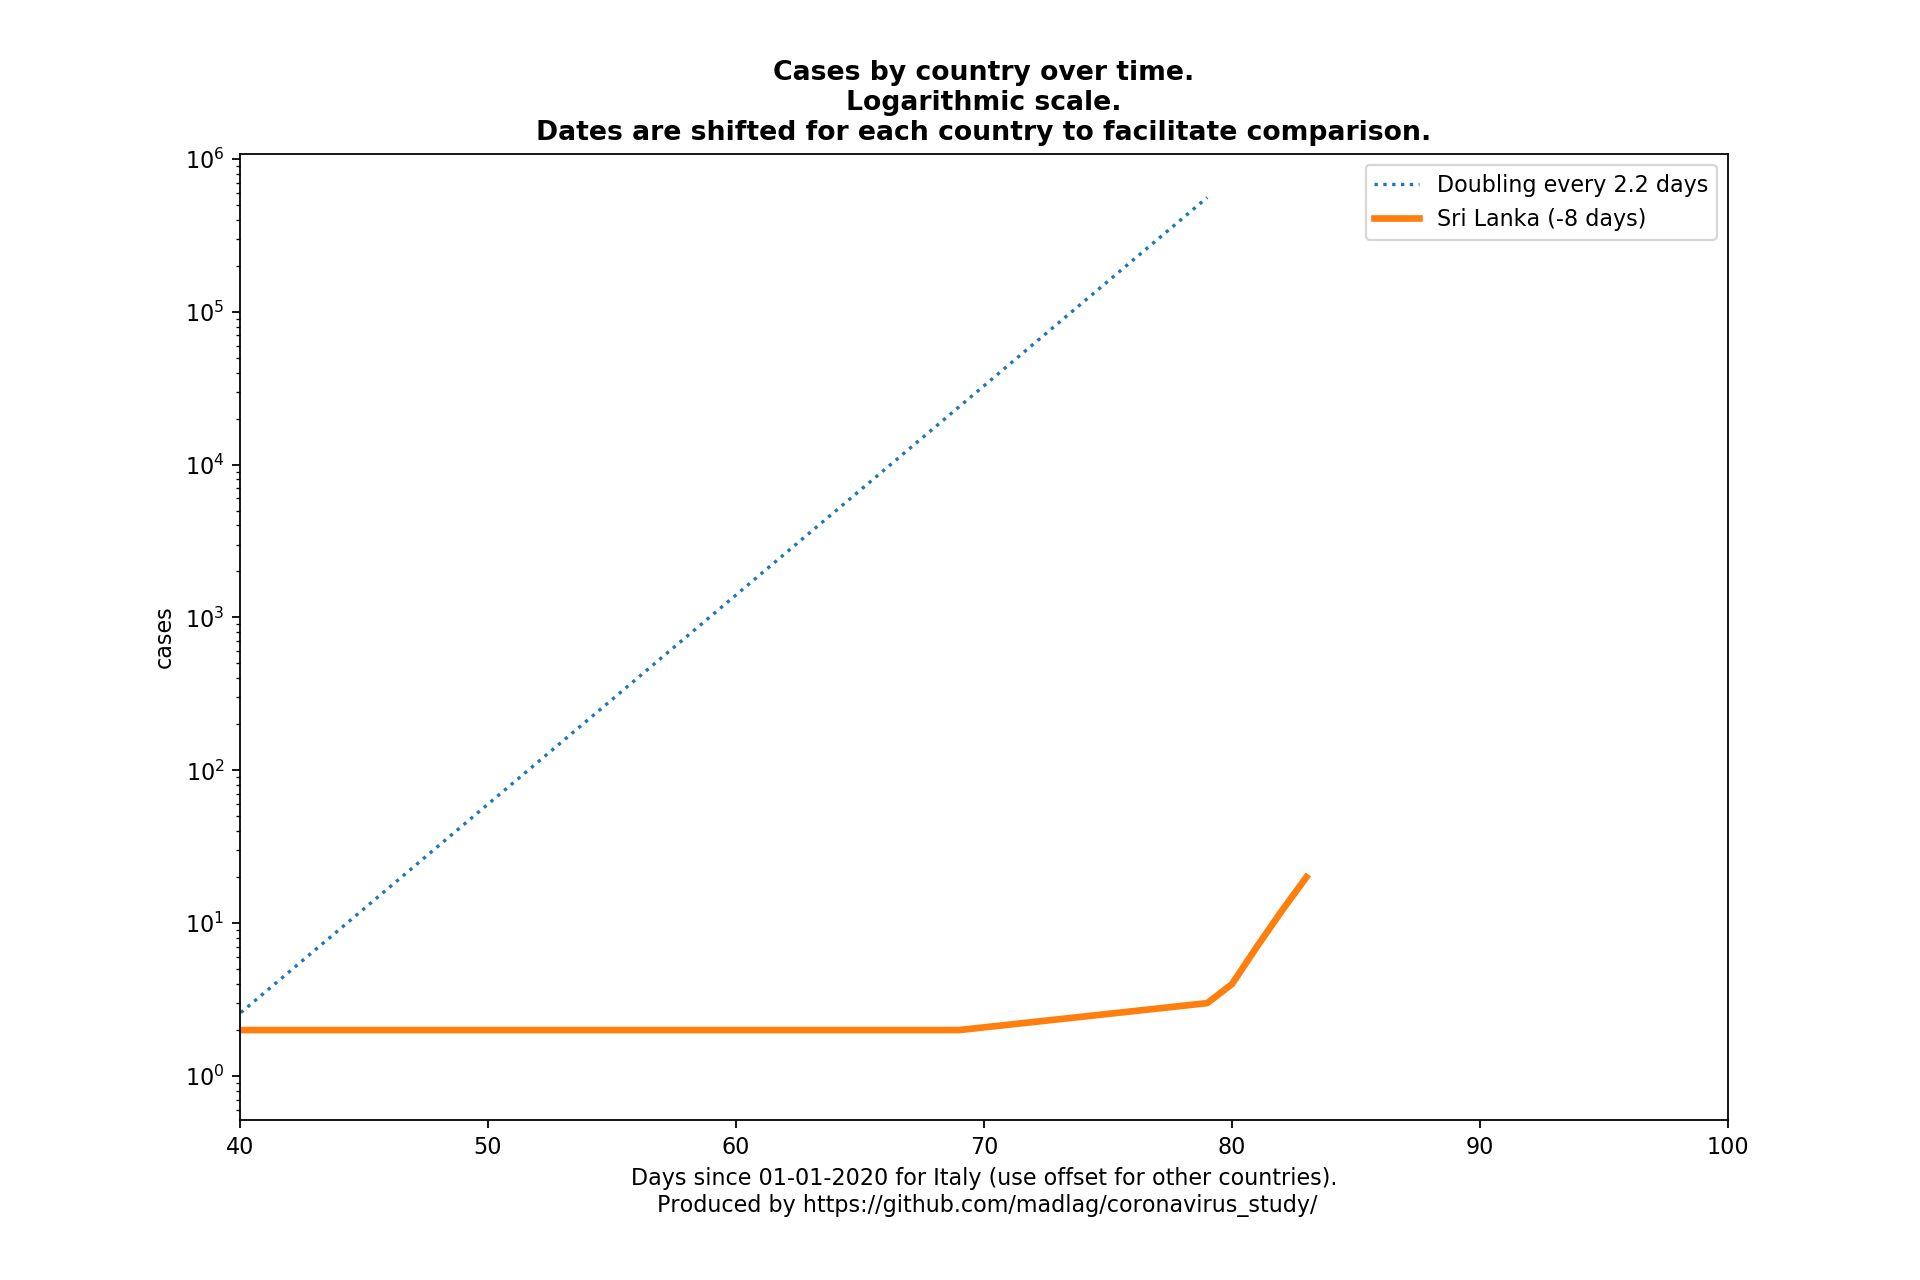 Cases by country over time.
Logarithmic scale.
Dates are shifted for each country to facilitate comparison.
10⁶
10⁵
10⁴
10³
10²
10¹
10⁰
cases
Doubling every 2.2 days
Sri Lanka (-8 days)
40 50 60 70 80 90 100
Days since 01-01-2020 for Italy (use offset for other countries).
Produced by https://github.com/madlag/coronavirus_study/